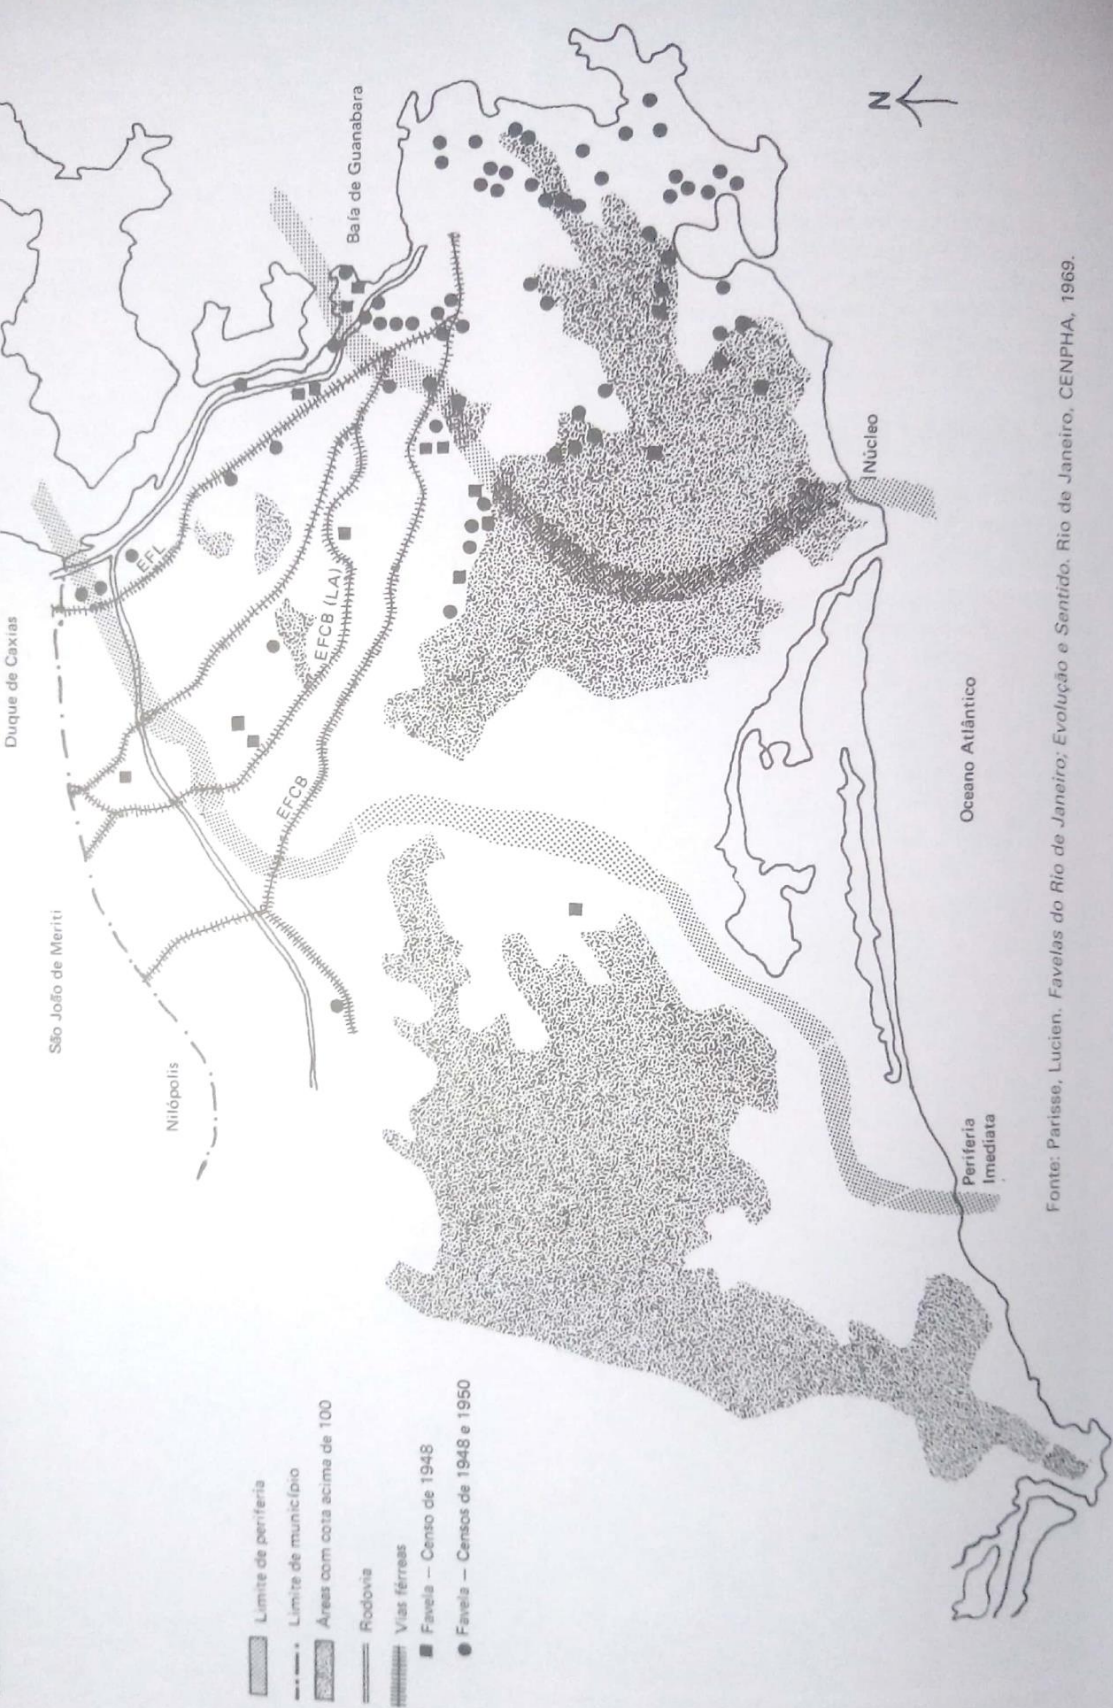 Duque de Caxias
São João de Meriti
Nilópolis
Baía de Guanabara
EFL
EFCB (LA)
EFCB
N
Núcleo
Oceano Atlântico
Periferia
Imediata
Limite de periferia
Limite de município
Áreas com cota acima de 100
Rodovia
Vias férreas
Favela — Censo de 1948
Favela — Censos de 1948 e 1950
Fonte: Parisse, Lucien. Favelas do Rio de Janeiro; Evolução e Sentido. Rio de Janeiro, CENPHA, 1969.